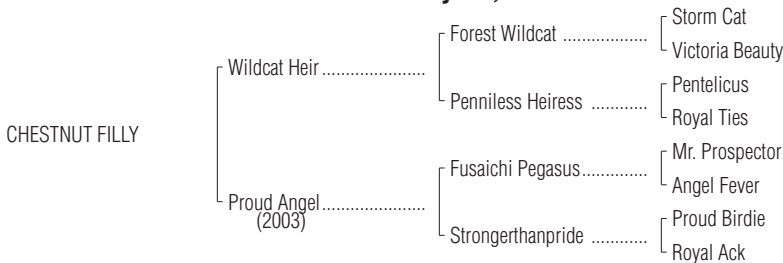 Storm Cat
Forest Wildcat ..................
Victoria Beauty
Wildcat Heir ......................
Pentelicus
Penniless Heiress ............
Royal Ties
CHESTNUT FILLY
Mr. Prospector
Fusaichi Pegasus..............
Angel Fever
Proud Angel......................
(2003)
Proud Birdie
Strongerthanpride ............
Royal Ack